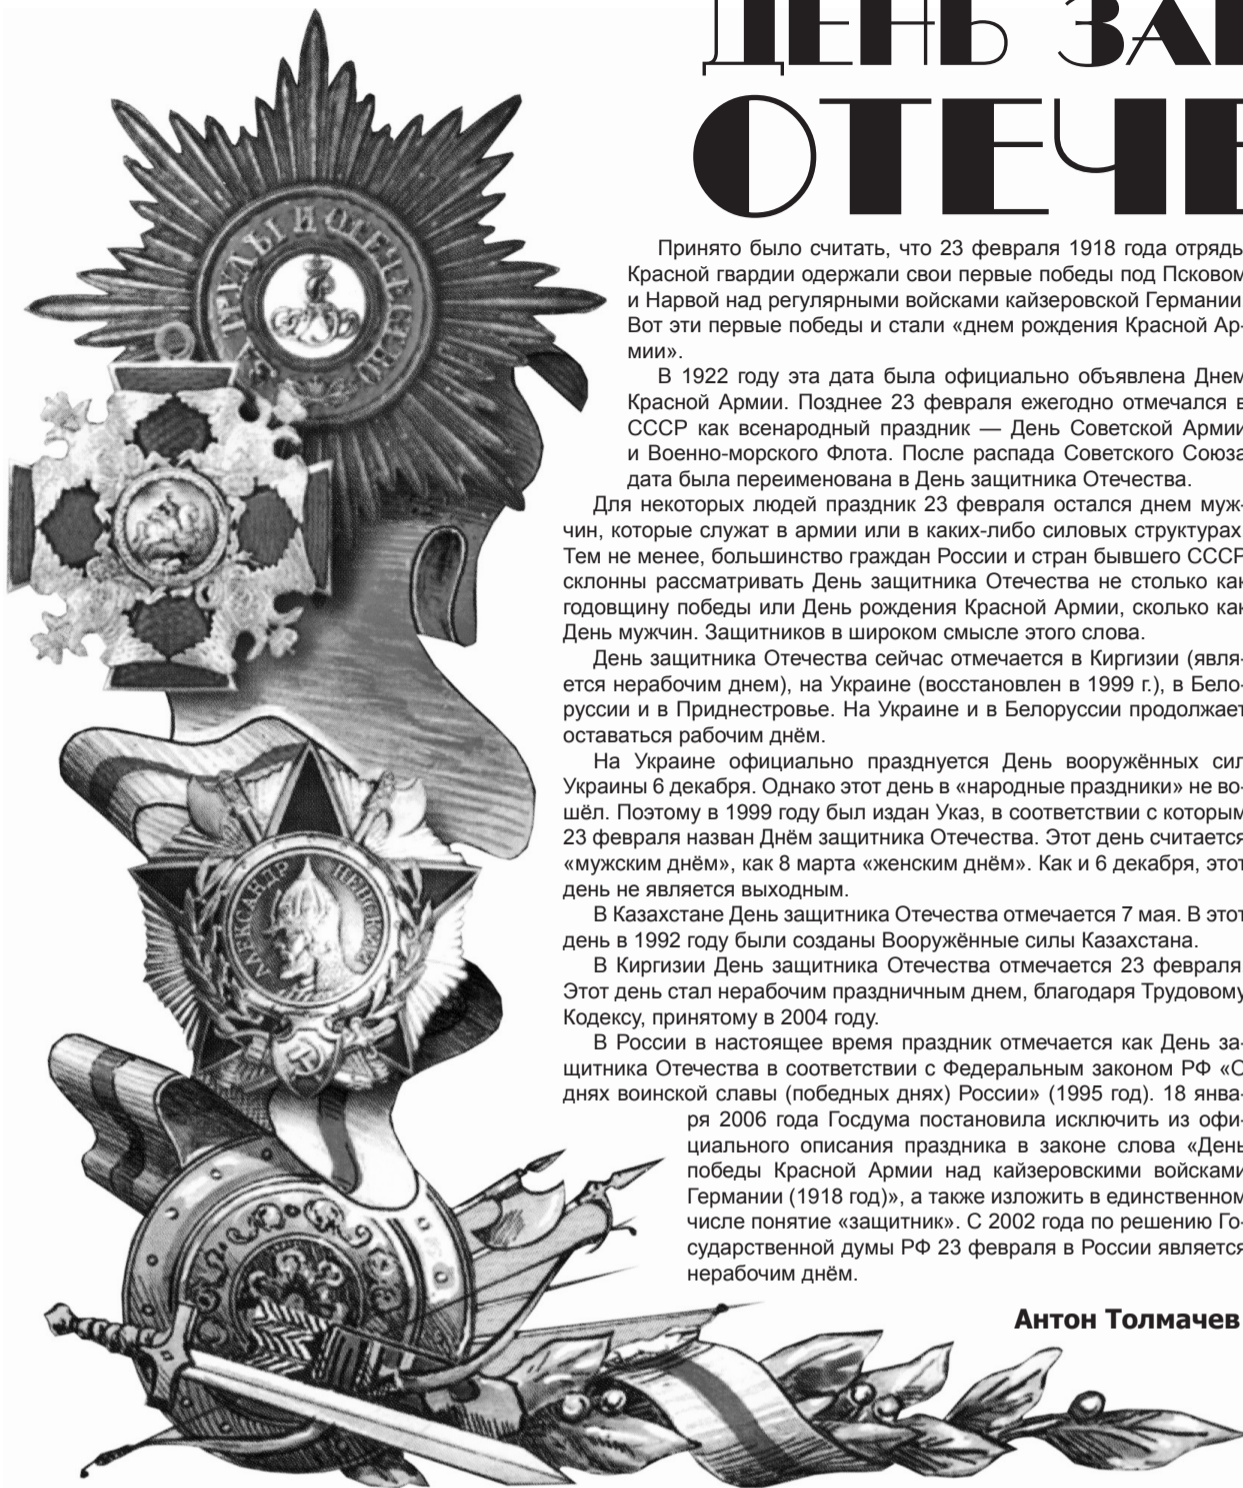 ДЕНЬ ЗА
ОТЕЧЕ
Принято было считать, что 23 февраля 1918 года отряды
Красной гвардии одержали свои первые победы под Псковом
и Нарвой над регулярными войсками кайзеровской Германии
Вот эти первые победы и стали «днем рождения Красной Ар-
мии».
В 1922 году эта дата была официально объявлена Днем
Красной Армии. Позднее 23 февраля ежегодно отмечался в
СССР как всенародный праздник — День Советской Армии
и Военно-морского Флота. После распада Советского Союза
дата была переименована в День защитника Отечества.
Для некоторых людей праздник 23 февраля остался днем муж-
чин, которые служат в армии или в каких-либо силовых структурах.
Тем не менее, большинство граждан России и стран бывшего СССР
склонны рассматривать День защитника Отечества не столько как
годовщину победы или День рождения Красной Армии, сколько как
День мужчин. Защитников в широком смысле этого слова.
День защитника Отечества сейчас отмечается в Киргизии (явля-
ется нерабочим днем), на Украине (восстановлен в 1999 г.), в Бело-
руссии и в Приднестровье. На Украине и в Белоруссии продолжает
оставаться рабочим днём.
На Украине официально празднуется День вооружённых сил
Украины 6 декабря. Однако этот день в «народные праздники» не во-
шёл. Поэтому в 1999 году был издан Указ, в соответствии с которым
23 февраля назван Днём защитника Отечества. Этот день считается
«мужским днём», как 8 марта «женским днём». Как и 6 декабря, этот
день не является выходным.
В Казахстане День защитника Отечества отмечается 7 мая. В этот
день в 1992 году были созданы Вооружённые силы Казахстана.
В Киргизии День защитника Отечества отмечается 23 февраля.
Этот день стал нерабочим праздничным днем, благодаря Трудовому
Кодексу, принятому в 2004 году.
В России в настоящее время праздник отмечается как День за-
щитника Отечества в соответствии с Федеральным законом РФ «О
днях воинской славы (победных днях) России» (1995 год). 18 янва-
ря 2006 года Госдума постановила исключить из офи-
циального описания праздника в законе слова «День
победы Красной Армии над кайзеровскими войсками
Германии (1918 год)», а также изложить в единственном
числе понятие «защитник». С 2002 года по решению Го-
сударственной думы РФ 23 февраля в России является
нерабочим днём.
Антон Толмачев
ТРУДЫ И ОТЕЧЕСТВО
АЛЕКСАНДР НЕВСКИЙ